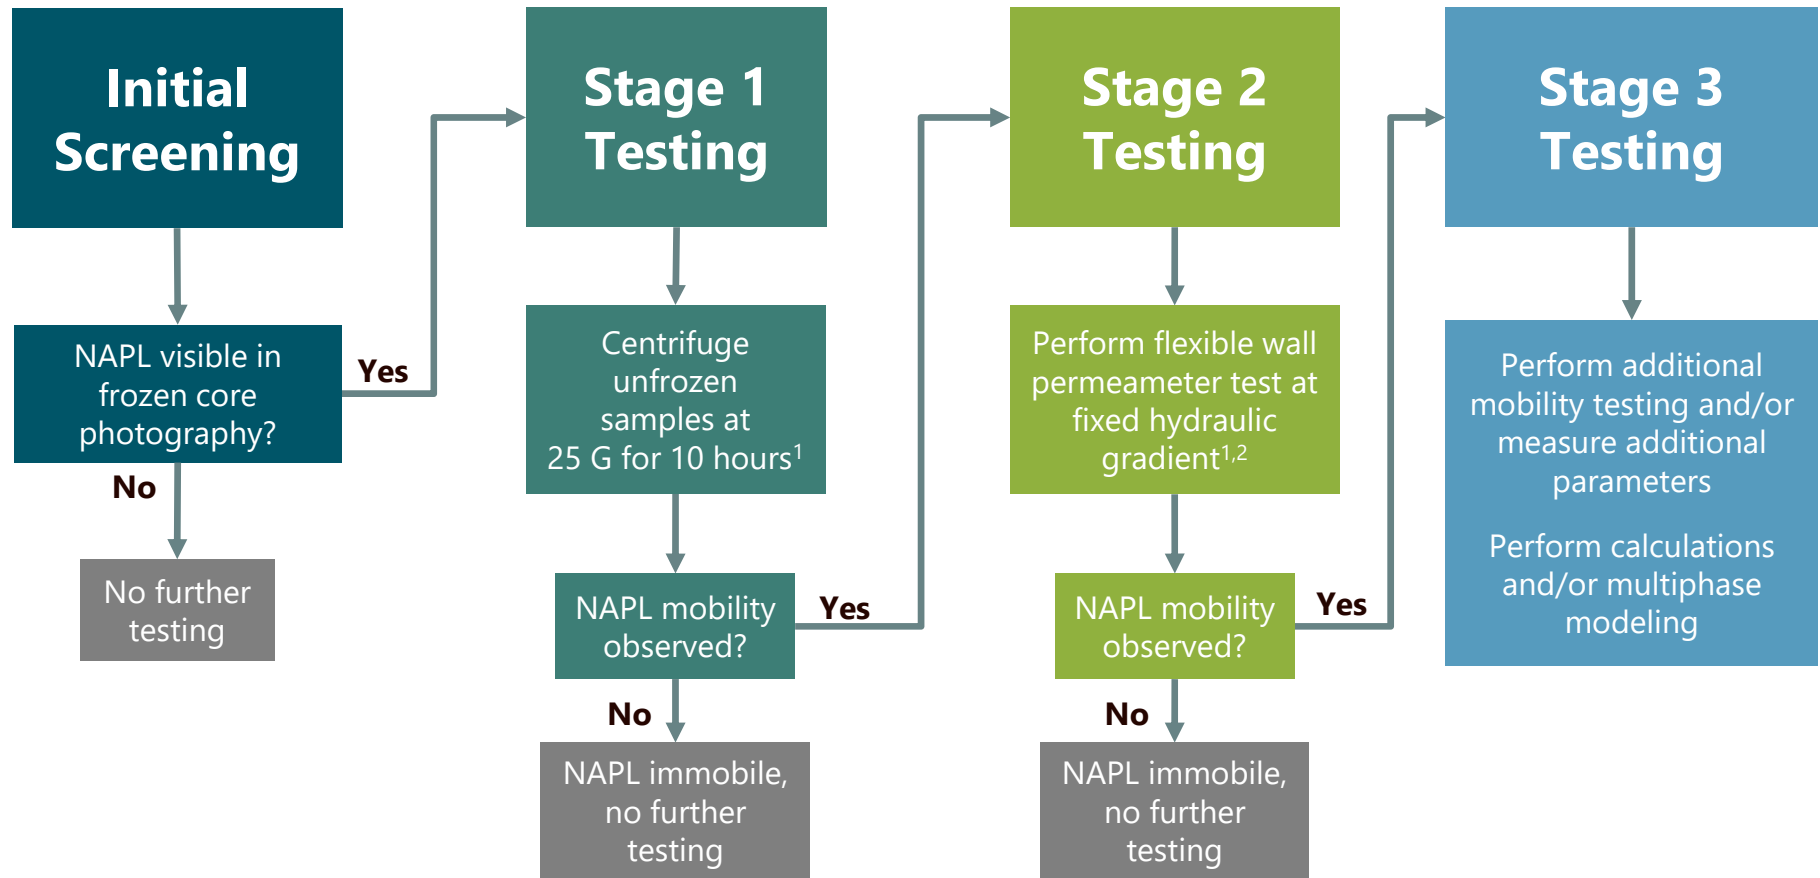 Initial
Screening
NAPL visible in
frozen core
photography?
Yes
No
No further
testing
Stage 1
Testing
Centrifuge
unfrozen
samples at
25 G for 10 hours¹
NAPL mobility
observed?
Yes
No
NAPL immobile,
no further
testing
Stage 2
Testing
Perform flexible wall
permeameter test at
fixed hydraulic
gradient¹,²
NAPL mobility
observed?
Yes
No
NAPL immobile,
no further
testing
Stage 3
Testing
Perform additional
mobility testing and/or
measure additional
parameters
Perform calculations
and/or multiphase
modeling